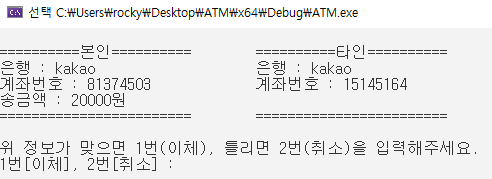 선택 C:\Users\rocky\Desktop\ATM\x64\Debug\ATM.exe
==========본인========== ==========타인==========
은행 : kakao 은행 : kakao
계좌번호 : 81374503 계좌번호 : 15145164
송금액 : 20000원
======================== ========================
위 정보가 맞으면 1번(이체), 틀리면 2번(취소)을 입력해주세요.
1번[이체], 2번[취소] :